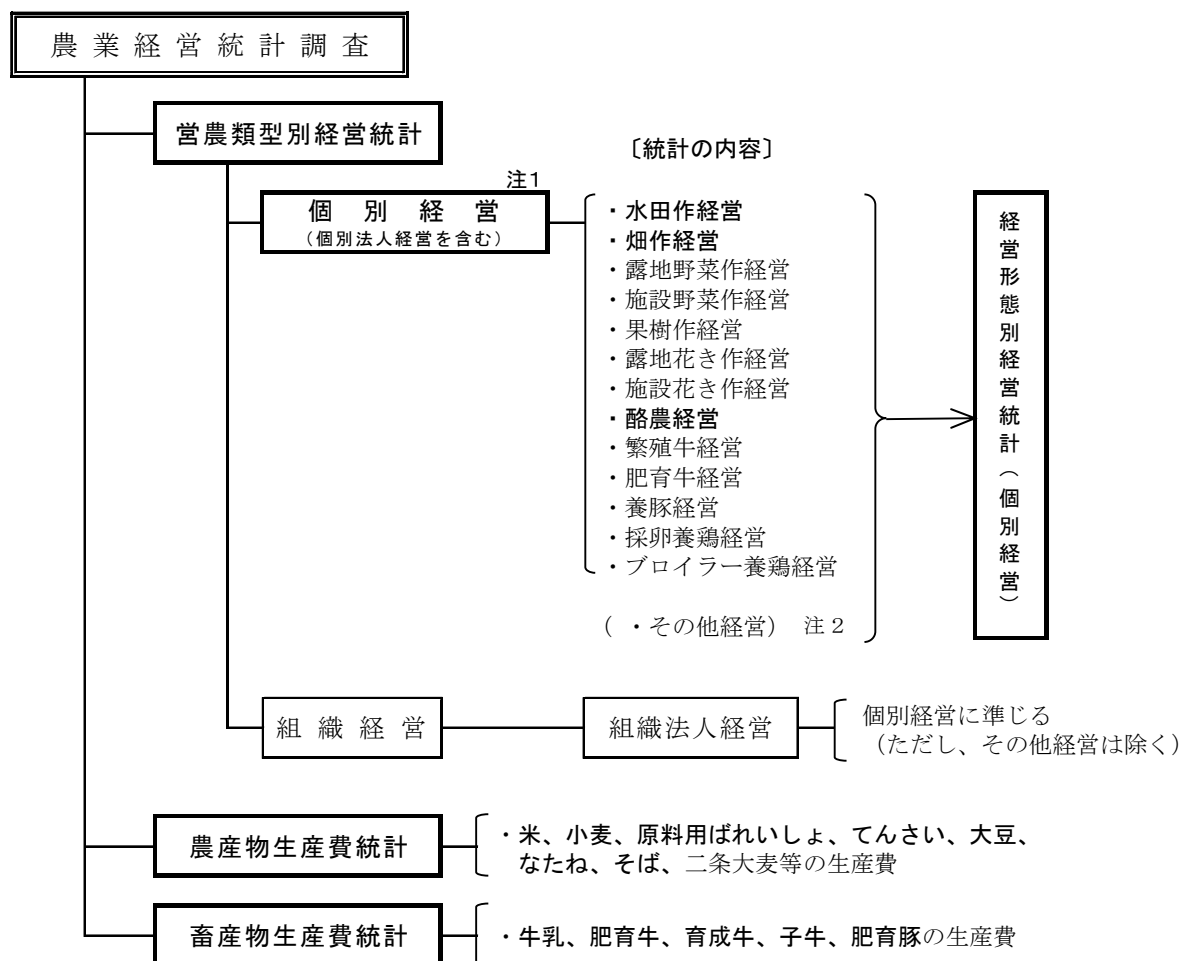 農業経営統計調査
営農類型別経営統計
〔統計の内容〕
注1
個別経営
（個別法人経営を含む）
・水田作経営
・畑作経営
・露地野菜作経営
・施設野菜作経営
・果樹作経営
・露地花き作経営
・施設花き作経営
・酪農経営
・繁殖牛経営
・肥育牛経営
・養豚経営
・採卵養鶏経営
・ブロイラー養鶏経営
（・その他経営） 注２
経営形態別経営統計（個別経営）
組織経営
組織法人経営
個別経営に準じる
（ただし、その他経営は除く）
農産物生産費統計
・米、小麦、原料用ばれいしょ、てんさい、大豆、
なたね、そば、二条大麦等の生産費
畜産物生産費統計
・牛乳、肥育牛、育成牛、子牛、肥育豚の生産費